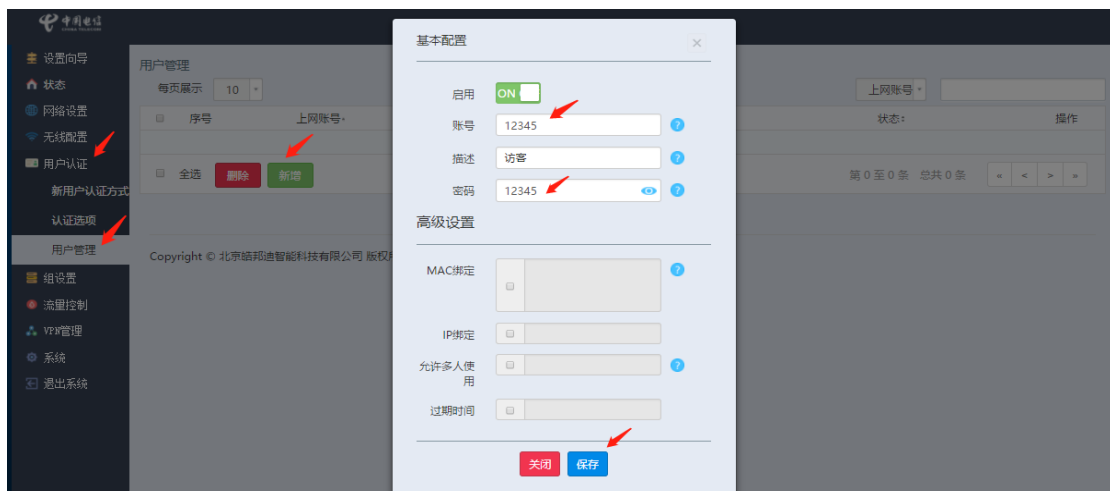 中国电信
设置向导
状态
网络设置
无线配置
用户认证
新用户认证方式
认证选项
用户管理
组设置
流量控制
VPN管理
系统
退出系统
用户管理
每页展示 10
上网账号
序号 上网账号 状态 操作
全选 删除 新增
第 0 至 0 条 总共 0 条 « < > »
Copyright © 北京皓邦迪智能科技有限公司 版权
基本配置 ×
启用 ON
账号 12345 ?
描述 访客 ?
密码 12345 ?
高级设置
MAC绑定 ?
IP绑定
允许多人使
用 ?
过期时间
关闭 保存